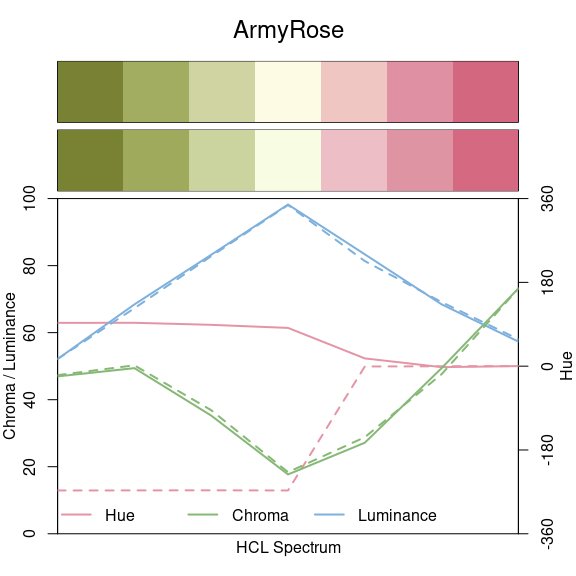 ArmyRose
100
80
60
40
20
0
Chroma / Luminance
360
180
0
-180
-360
Hue
Hue Chroma Luminance
HCL Spectrum